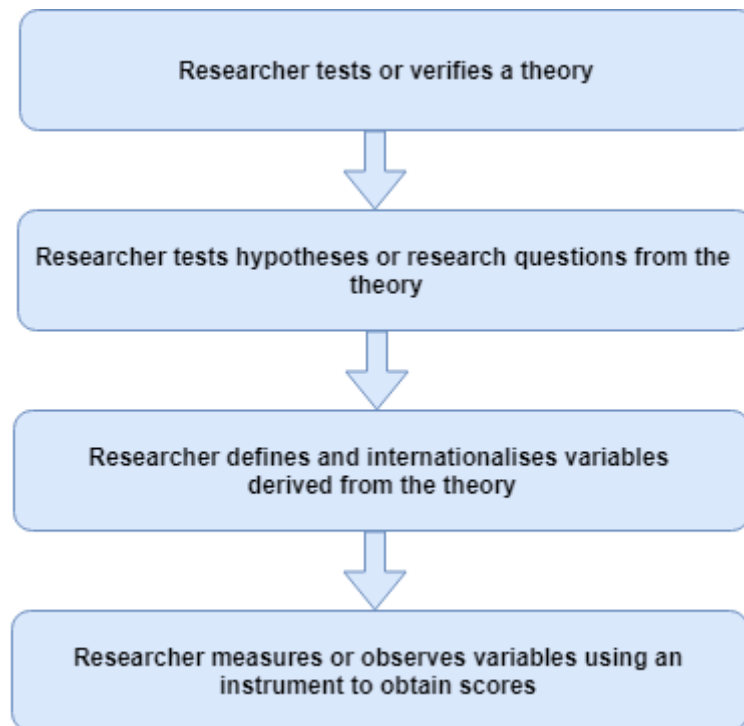 Researcher tests or verifies a theory
Researcher tests hypotheses or research questions from the
theory
Researcher defines and internationalises variables
derived from the theory
Researcher measures or observes variables using an
instrument to obtain scores